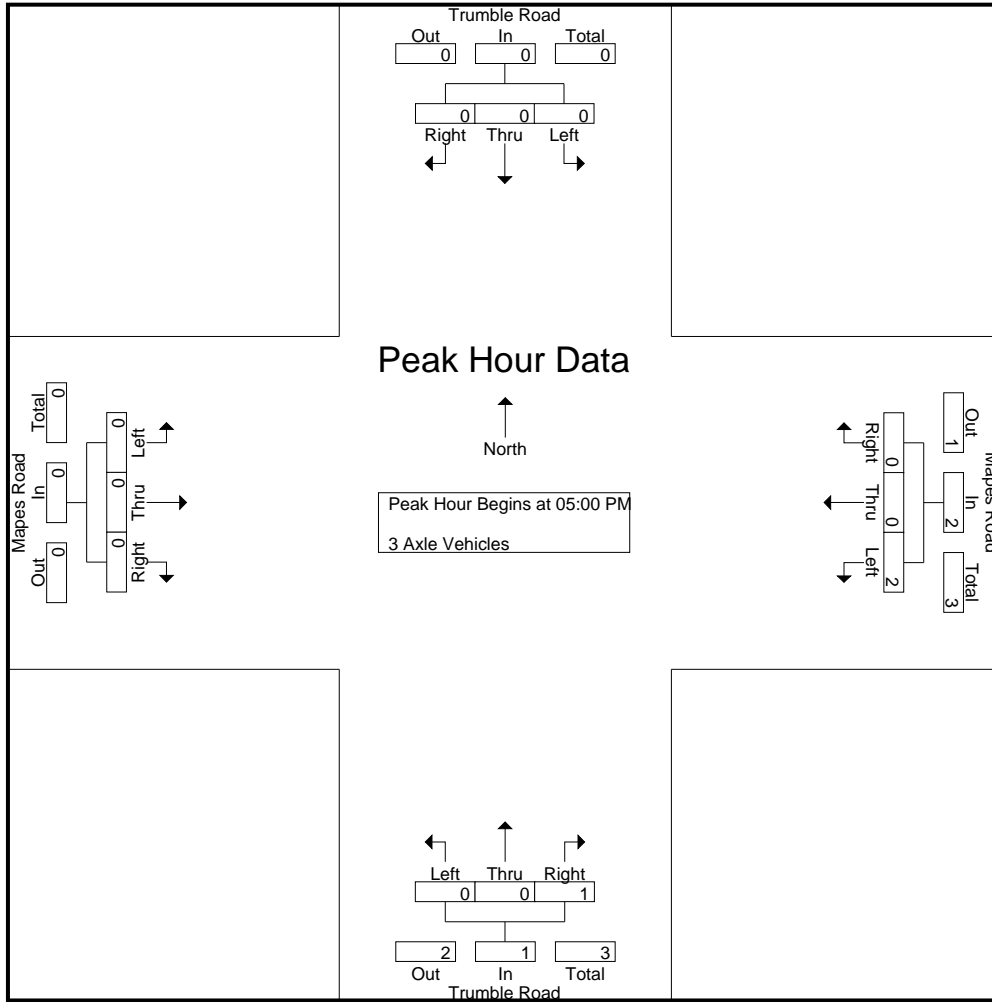 Trumble Road
Out In Total
0 0 0
0 0 0
Right Thru Left
Peak Hour Data
North
Peak Hour Begins at 05:00 PM
3 Axle Vehicles
Mapes Road
Total In Out
0 0 0
0 0 0
Left Thru Right
Mapes Road
Out In Total
1 2 3
0 0 2
Right Thru Left
Left Thru Right
0 0 1
2 1 3
Out In Total
Trumble Road